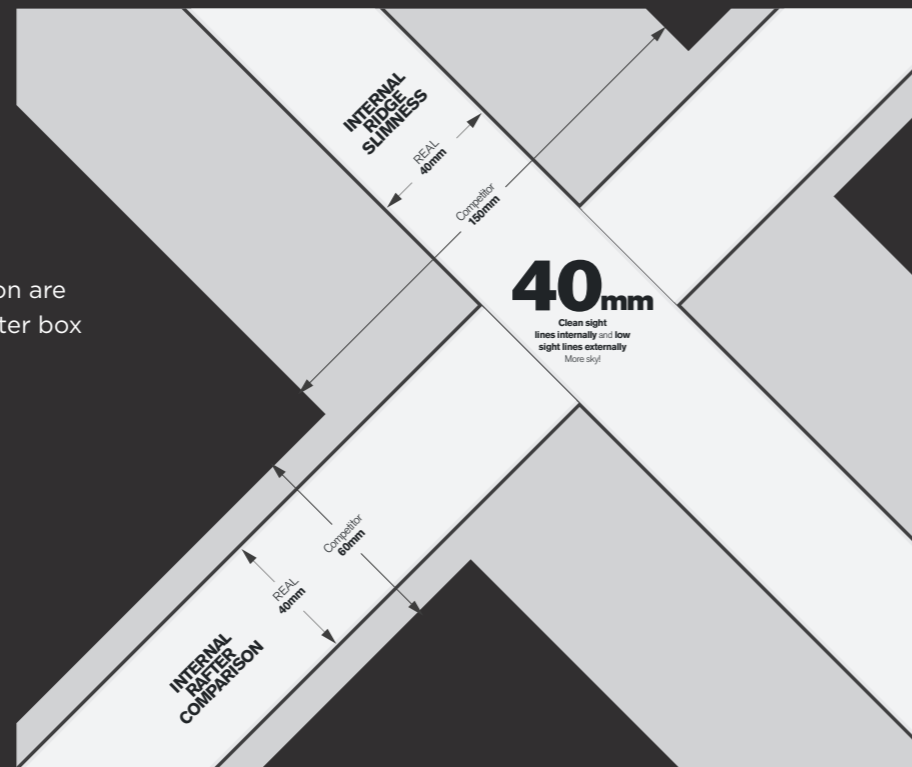 on are
ter box
INTERNAL
RIDGE
SLIMNESS
REAL
40mm
Competitor
150mm
40mm
Clean sight
lines internally and low
sight lines externally
More sky!
Competitor
60mm
REAL
40mm
INTERNAL
RAFTER
COMPARISON